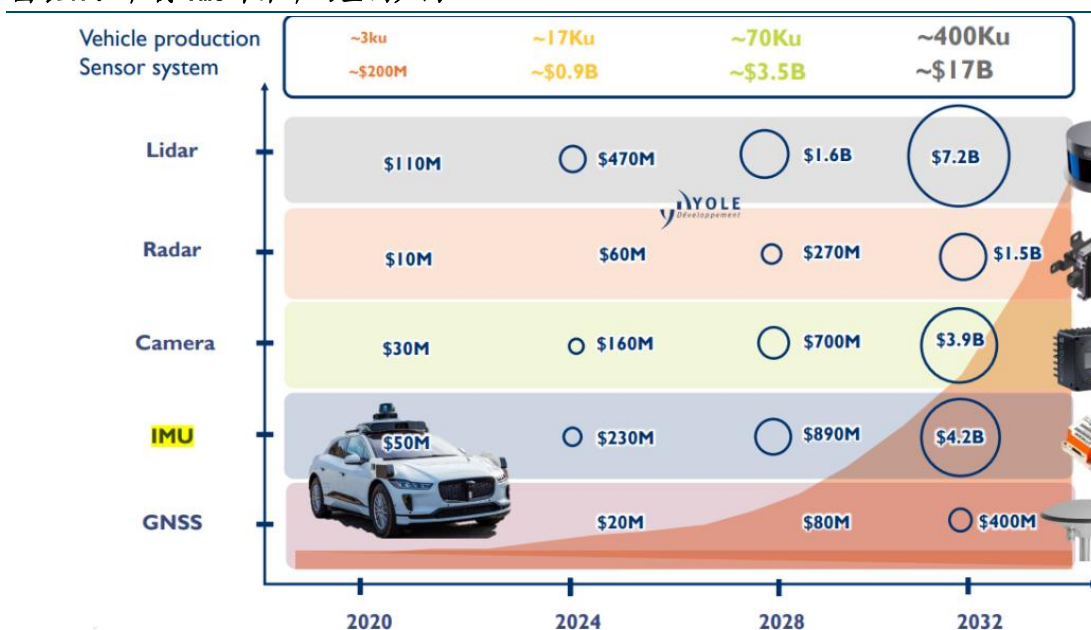 Vehicle production ~3ku ~17Ku ~70Ku ~400Ku
Sensor system ~$200M ~$0.9B ~$3.5B ~$17B
Lidar $110M $470M $1.6B $7.2B
YOLE
Développement
Radar $10M $60M $270M $1.5B
Camera $30M $160M $700M $3.9B
IMU $50M $230M $890M $4.2B
GNSS $20M $80M $400M
2020 2024 2028 2032